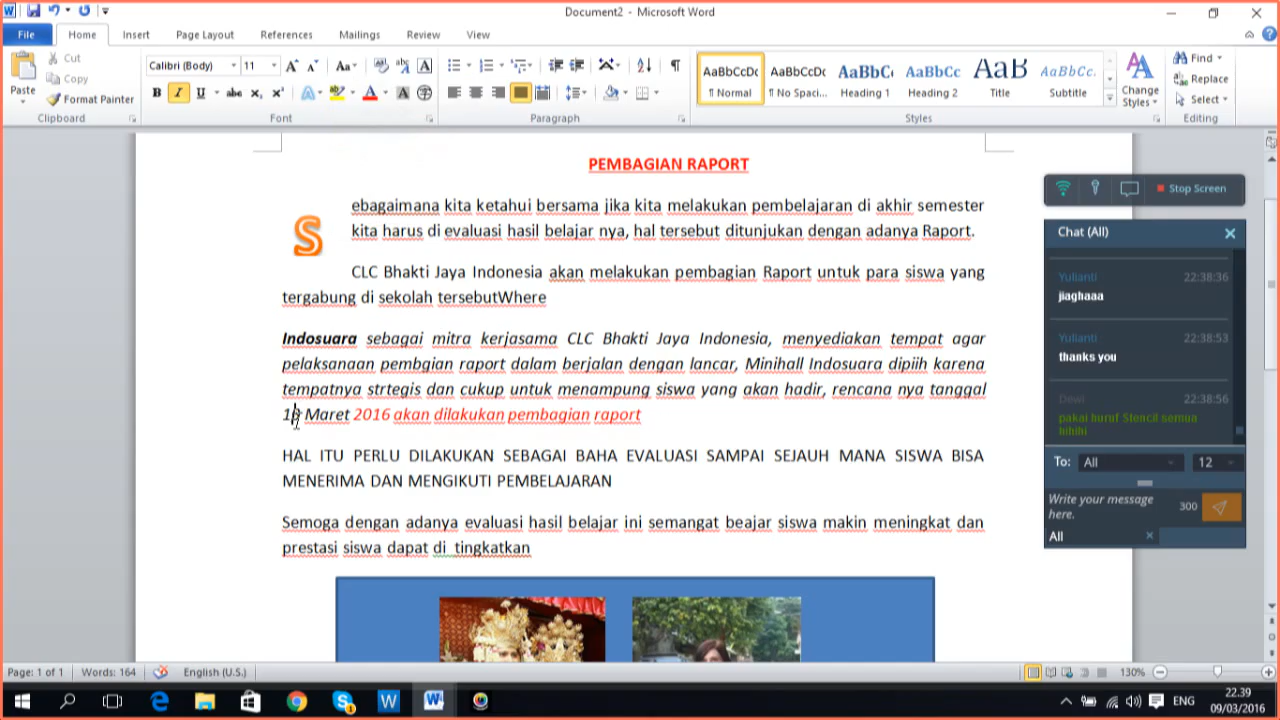 Document2 - Microsoft Word
File Home Insert Page Layout References Mailings Review View
Cut
Copy
Format Painter
Paste
Clipboard
Calibri (Body) 11
Font
Paragraph
AaBbCcDc AaBbCcDc AaBbC AaBbCc AaB AaBbCc.
¶ Normal ¶ No Spaci... Heading 1 Heading 2 Title Subtitle
Styles
Change Styles
Find
Replace
Select
Editing
PEMBAGIAN RAPORT
S
ebagaimana kita ketahui bersama jika kita melakukan pembelajaran di akhir semester
kita harus di evaluasi hasil belajar nya, hal tersebut ditunjukan dengan adanya Raport.
CLC Bhakti Jaya Indonesia akan melakukan pembagian Raport untuk para siswa yang
tergabung di sekolah tersebutWhere
Indosuara sebagai mitra kerjasama CLC Bhakti Jaya Indonesia, menyediakan tempat agar
pelaksanaan pembgian raport dalam berjalan dengan lancar, Minihall Indosuara dipiih karena
tempatnya strtegis dan cukup untuk menampung siswa yang akan hadir, rencana nya tanggal
Maret 2016 akan dilakukan pembagian raport
HAL ITU PERLU DILAKUKAN SEBAGAI BAHA EVALUASI SAMPAI SEJAUH MANA SISWA BISA
MENERIMA DAN MENGIKUTI PEMBELAJARAN
Semoga dengan adanya evaluasi hasil belajar ini semangat beajar siswa makin meningkat dan
prestasi siswa dapat di tingkatkan
Stop Screen
Chat (All)
Yulianti 22:38:36
jiaghaaa
Yulianti 22:38:53
thanks you
Dewi 22:38:56
pakai huruf Stencil semua
hihihi
To: All 12
Write your message
here.
300
All
Page: 1 of 1 Words: 164 English (U.S.) 130%
ENG
22.39
09/03/2016